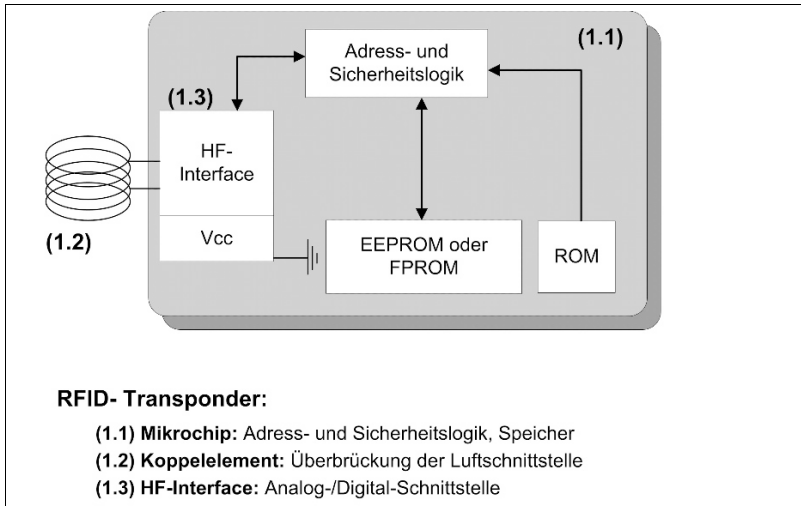 Adress- und
Sicherheitslogik
(1.1)
(1.3)
HF-
Interface
(1.2)
Vcc
EEPROM oder
FPROM
ROM
RFID- Transponder:
(1.1) Mikrochip: Adress- und Sicherheitslogik, Speicher
(1.2) Koppelelement: Überbrückung der Luftschnittstelle
(1.3) HF-Interface: Analog-/Digital-Schnittstelle